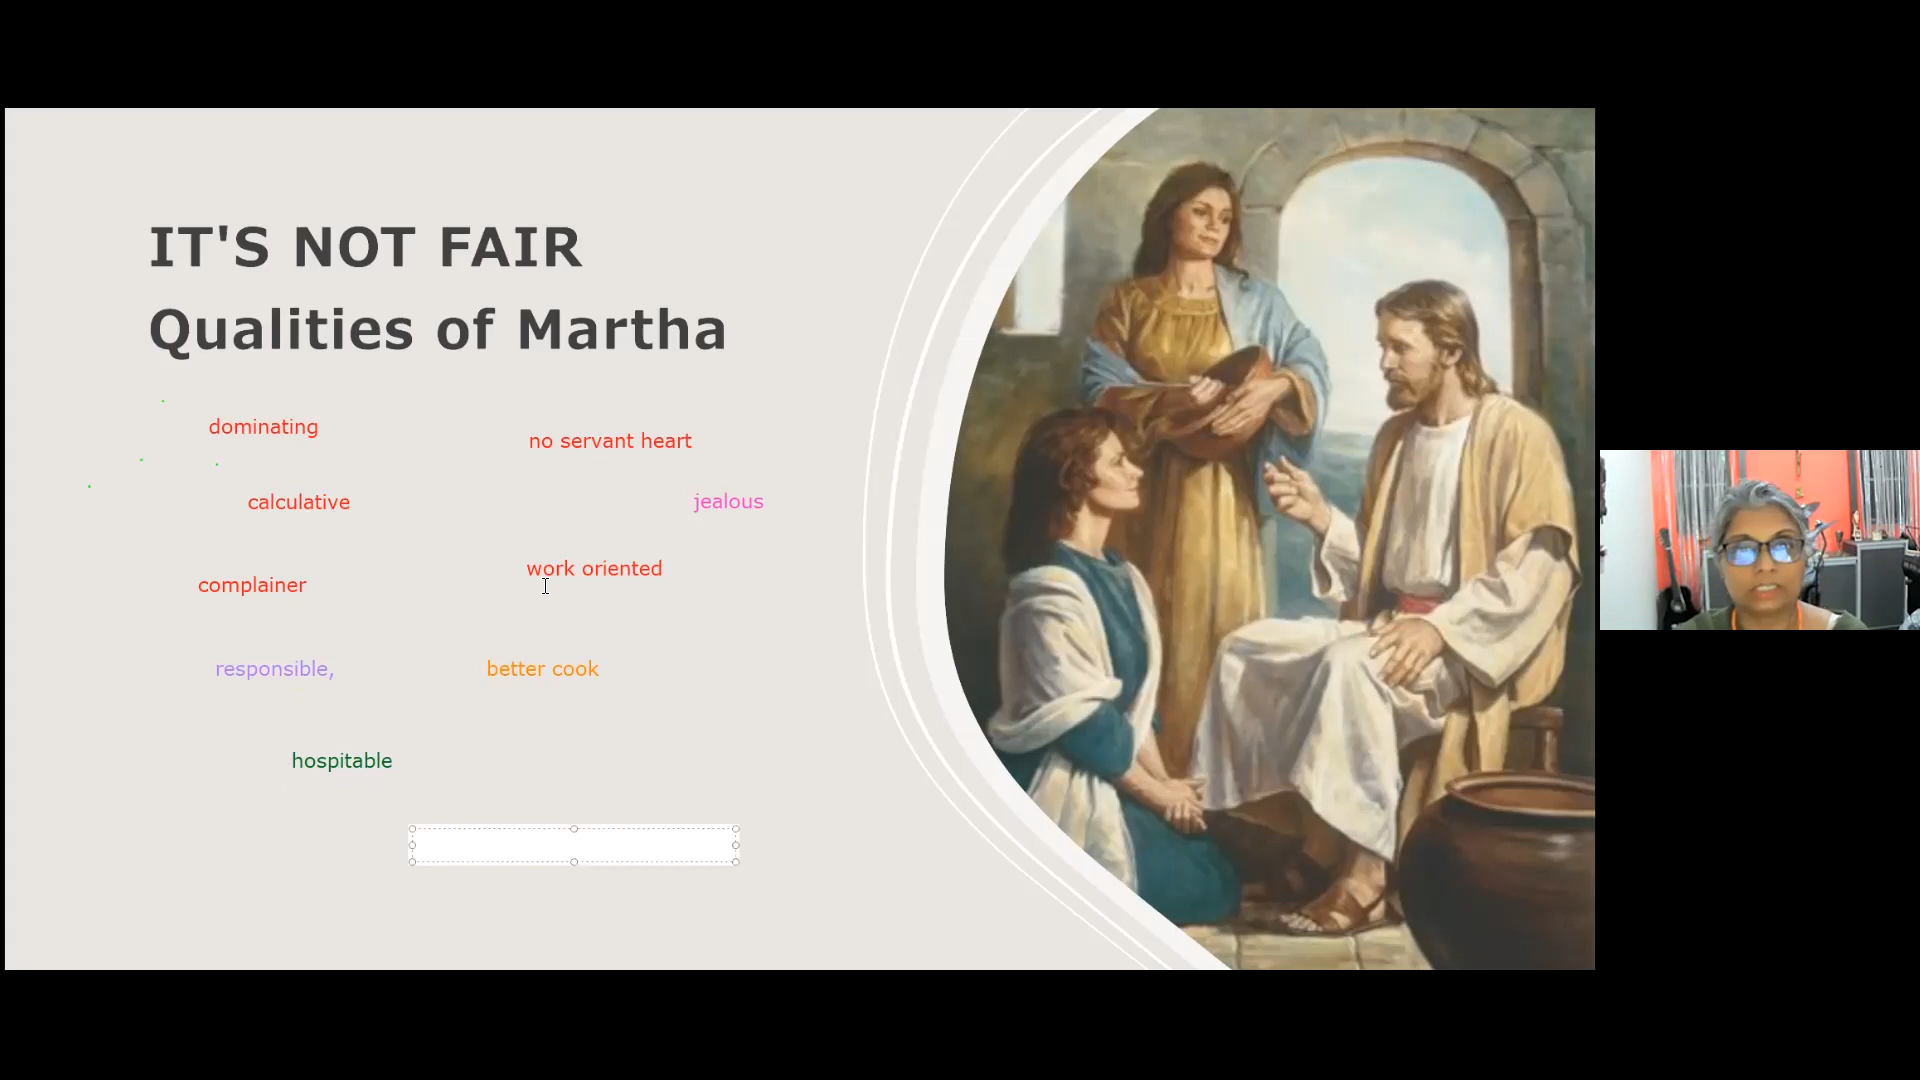 IT'S NOT FAIR
Qualities of Martha
dominating
no servant heart
calculative
jealous
work oriented
complainer
responsible,
better cook
hospitable